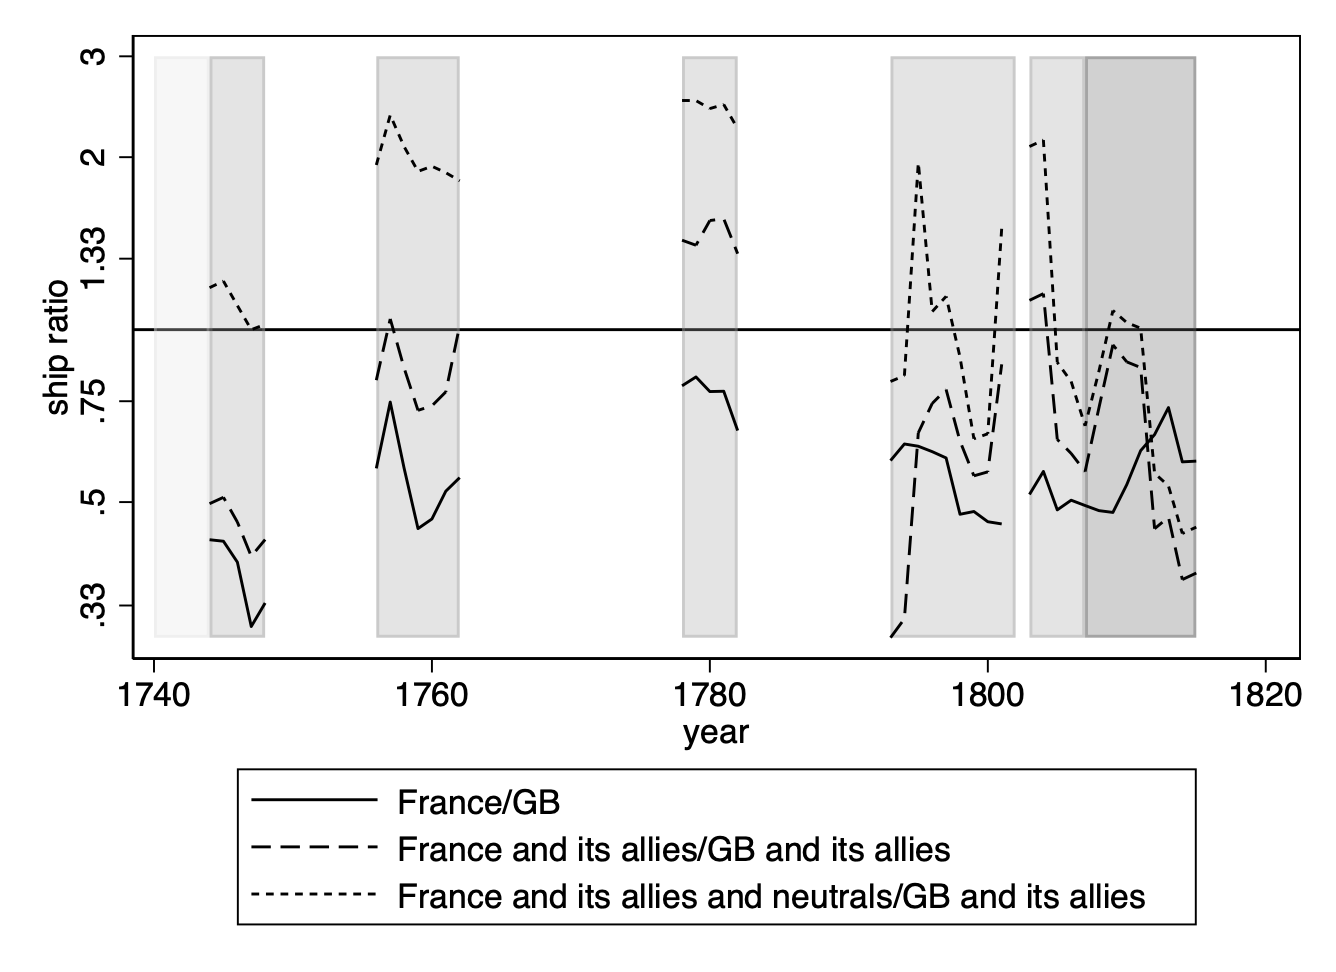 ship ratio
3
2
1.33
.75
.5
.33
1740 1760 1780 1800 1820
year
France/GB
France and its allies/GB and its allies
France and its allies and neutrals/GB and its allies